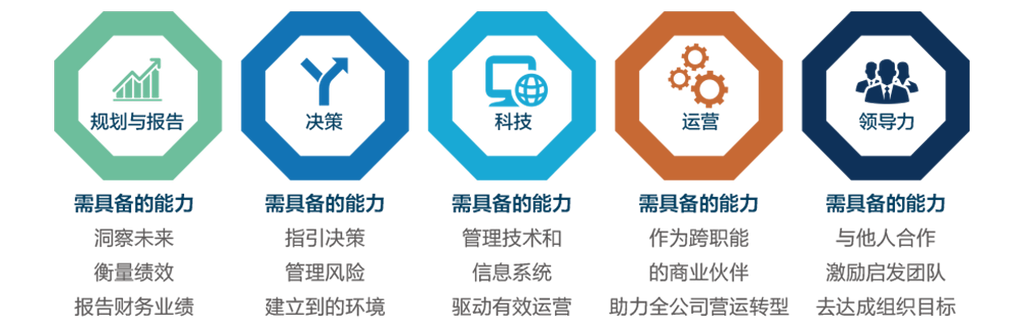 规划与报告
决策
科技
运营
领导力
需具备的能力
洞察未来
衡量绩效
报告财务业绩
需具备的能力
指引决策
管理风险
建立到的环境
需具备的能力
管理技术和
信息系统
驱动有效运营
需具备的能力
作为跨职能
的商业伙伴
助力全公司营运转型
需具备的能力
与他人合作
激励启发团队
去达成组织目标